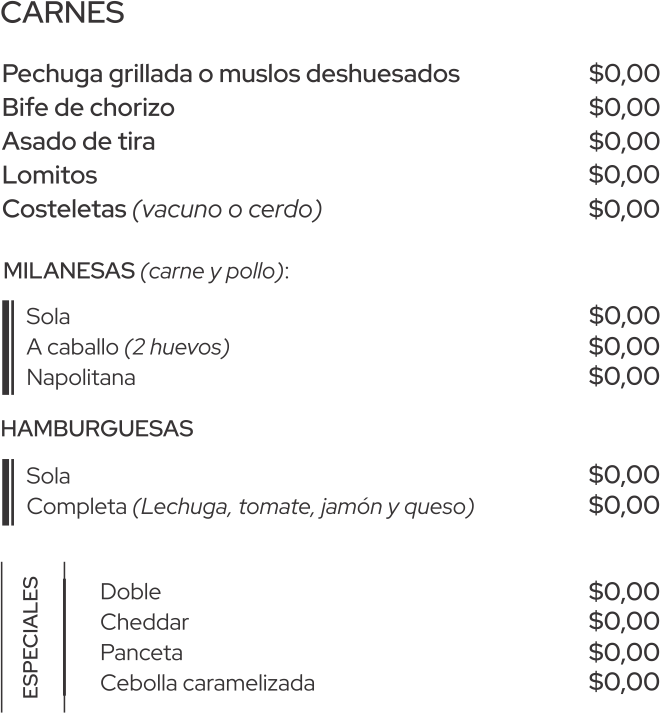 CARNES
Pechuga grillada o muslos deshuesados $0,00
Bife de chorizo $0,00
Asado de tira $0,00
Lomitos $0,00
Costeletas (vacuno o cerdo) $0,00
MILANESAS (carne y pollo):
Sola $0,00
A caballo (2 huevos) $0,00
Napolitana $0,00
HAMBURGUESAS
Sola $0,00
Completa (Lechuga, tomate, jamón y queso) $0,00
ESPECIALES
Doble $0,00
Cheddar $0,00
Panceta $0,00
Cebolla caramelizada $0,00